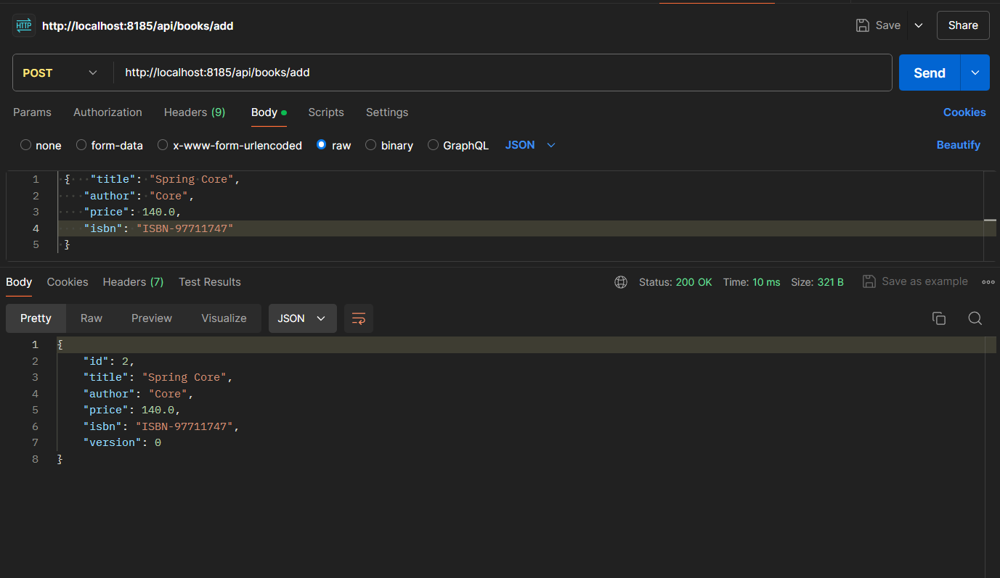 HTTP http://localhost:8185/api/books/add Save Share
POST http://localhost:8185/api/books/add Send
Params Authorization Headers (9) Body Scripts Settings Cookies
none form-data x-www-form-urlencoded raw binary GraphQL JSON Beautify
1 { "title": "Spring Core",
2 "author": "Core",
3 "price": 140.0,
4 "isbn": "ISBN-97711747"
5 }
Body Cookies Headers (7) Test Results Status: 200 OK Time: 10 ms Size: 321 B Save as example
Pretty Raw Preview Visualize JSON
1 {
2 "id": 2,
3 "title": "Spring Core",
4 "author": "Core",
5 "price": 140.0,
6 "isbn": "ISBN-97711747",
7 "version": 0
8 }